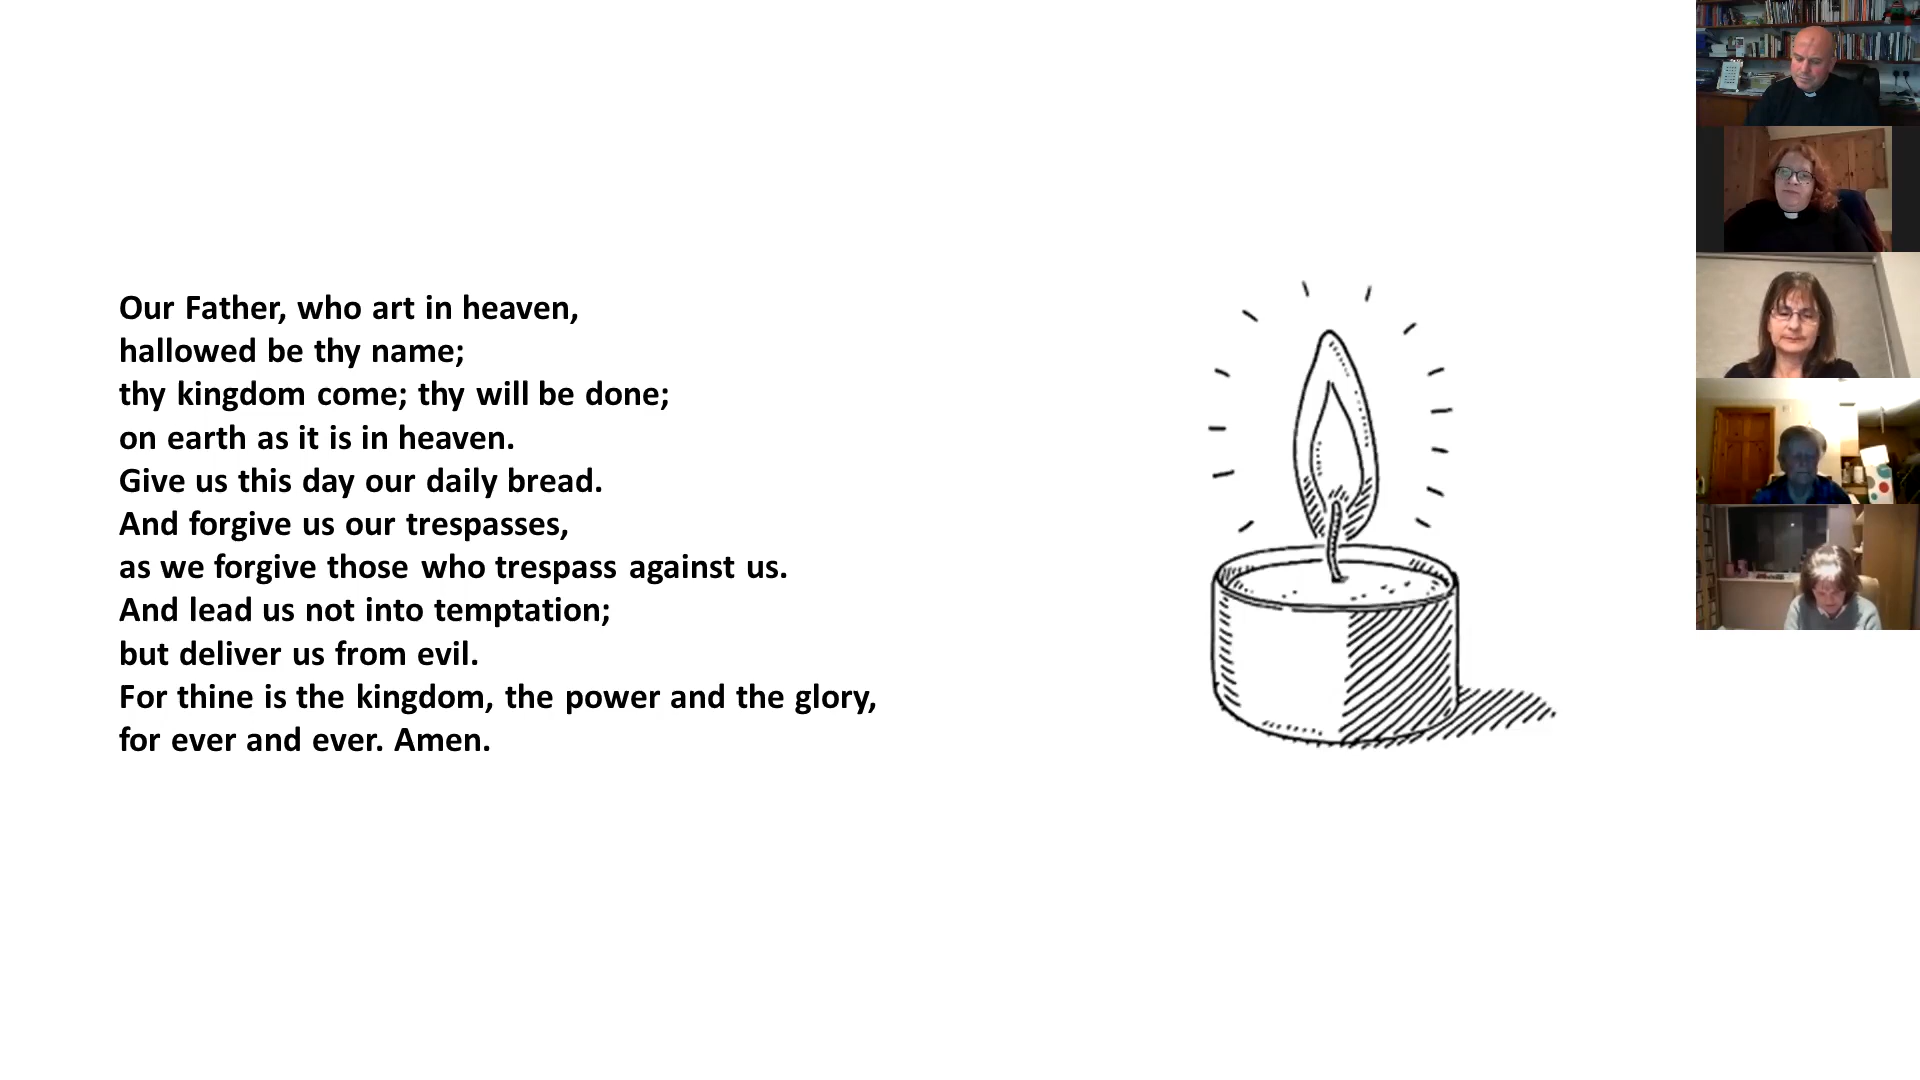 Our Father, who art in heaven,
hallowed be thy name;
thy kingdom come; thy will be done;
on earth as it is in heaven.
Give us this day our daily bread.
And forgive us our trespasses,
as we forgive those who trespass against us.
And lead us not into temptation;
but deliver us from evil.
For thine is the kingdom, the power and the glory,
for ever and ever. Amen.